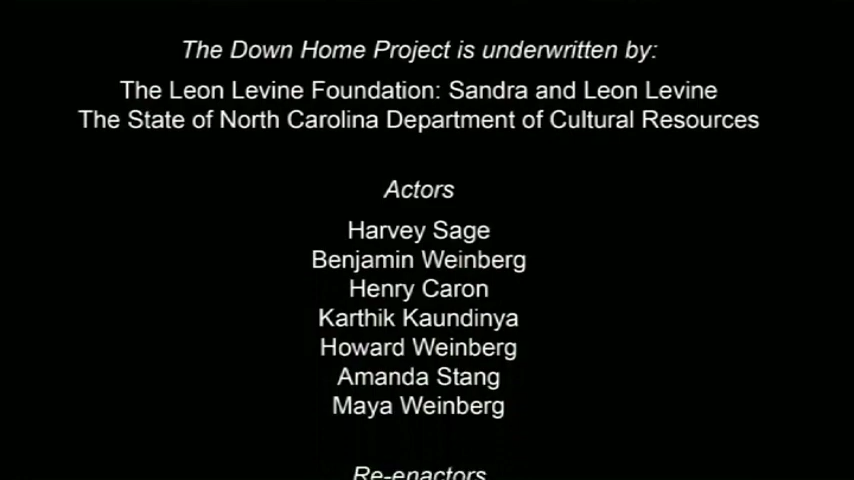 The Down Home Project is underwritten by:
The Leon Levine Foundation: Sandra and Leon Levine
The State of North Carolina Department of Cultural Resources
Actors
Harvey Sage
Benjamin Weinberg
Henry Caron
Karthik Kaundinya
Howard Weinberg
Amanda Stang
Maya Weinberg
Re-enactors